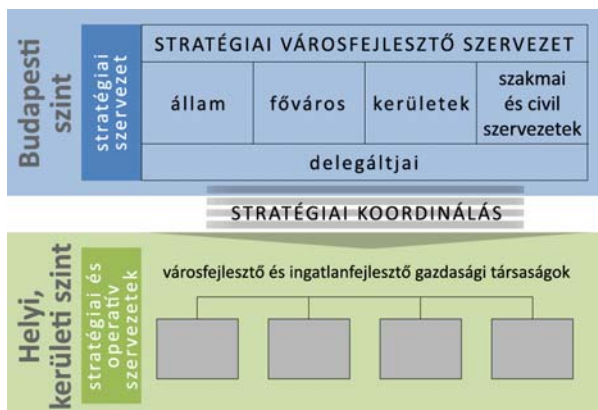 Budapesti
szint
stratégiai
szervezet
STRATÉGIAI VÁROSFEJLESZTŐ SZERVEZET
állam
főváros
kerületek
szakmai
és civil
szervezetek
delegáltjai
STRATÉGIAI KOORDINÁLÁS
Helyi,
kerületi szint
stratégiai és
operatív
szervezetek
városfejlesztő és ingatlanfejlesztő gazdasági társaságok